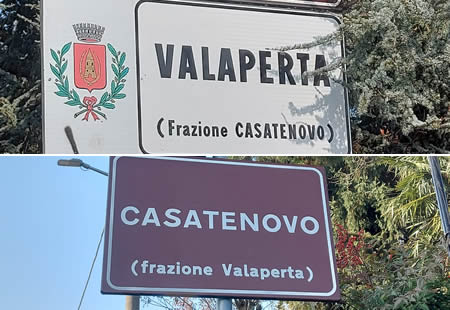 VALAPERTA
(Frazione CASATENOVO)
CASATENOVO
(frazione Valaperta)